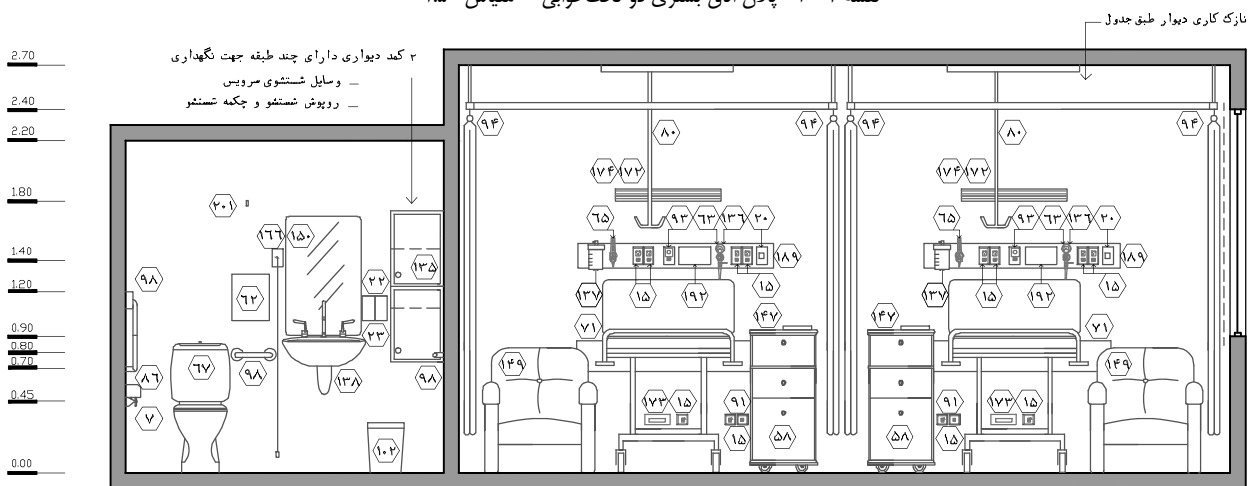 نازک کاری دیوار طبق جدول
۲ کمد دیواری دارای چند طبقه جهت نگهداری
_ وسایل شستشوی سرویس
_ روپوش شستشو و چکمه شستشو
2.70
2.40
2.20
1.80
1.40
1.20
0.90
0.80
0.70
0.45
0.00
۹۴ ۹۴ ۹۴ ۹۴
۸۰ ۸۰
۱۷۴ ۱۷۲ ۱۷۴ ۱۷۲
۲۰۱
۶۵ ۹۳ ۶۳ ۱۳۶ ۲۰ ۶۵ ۹۳ ۶۳ ۱۳۶ ۲۰
۱۶۶ ۱۵۰
۱۸۹ ۱۸۹
۱۳۵
۹۸ ۶۲ ۲۲
۱۳۷ ۱۵ ۱۹۲ ۱۵ ۱۳۷ ۱۵ ۱۹۲ ۱۵
۲۳ ۷۱ ۱۴۷ ۱۴۷ ۷۱
۸۶ ۶۷ ۹۸ ۱۳۸ ۹۸ ۱۴۹ ۱۴۹
۷ ۱۷۳ ۱۵ ۹۱ ۹۱ ۱۷۳ ۱۵
۱۰۲ ۱۵ ۵۸ ۵۸ ۱۵